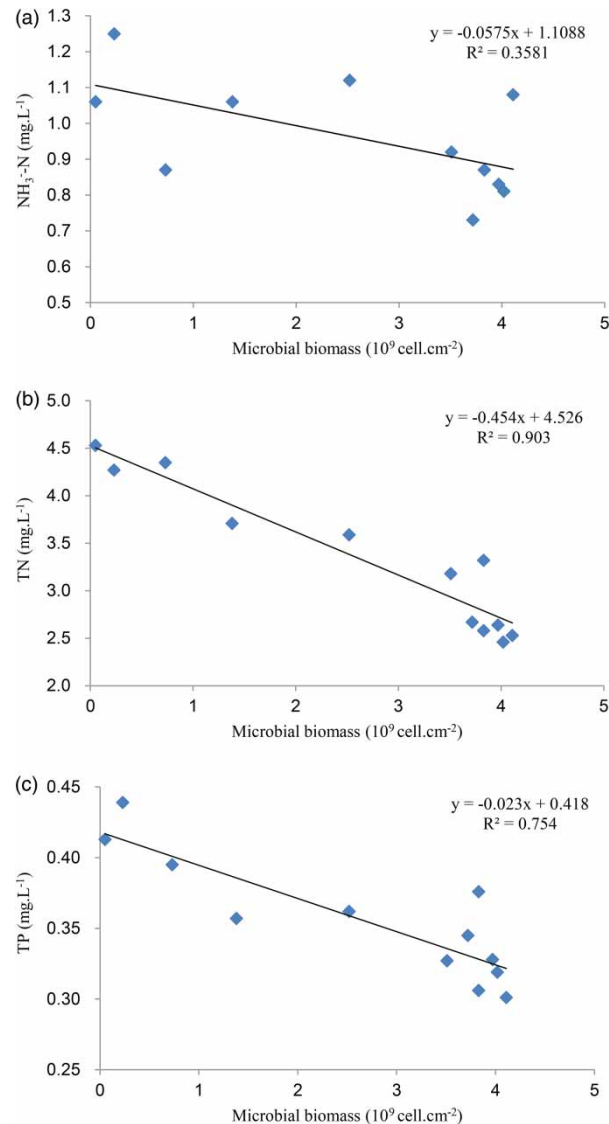 (a)
y = -0.0575x + 1.1088
R² = 0.3581
1.3
1.2
1.1
1.0
0.9
0.8
0.7
0.6
0.5
NH₃⁻-N (mg.L⁻¹)
0 1 2 3 4 5
Microbial biomass (10⁹ cell.cm⁻²)
(b)
y = -0.454x + 4.526
R² = 0.903
5.0
4.5
4.0
3.5
3.0
2.5
2.0
TN (mg.L⁻¹)
0 1 2 3 4 5
Microbial biomass (10⁹ cell.cm⁻²)
(c)
y = -0.023x + 0.418
R² = 0.754
0.45
0.40
0.35
0.30
0.25
TP (mg.L⁻¹)
0 1 2 3 4 5
Microbial biomass (10⁹ cell.cm⁻²)